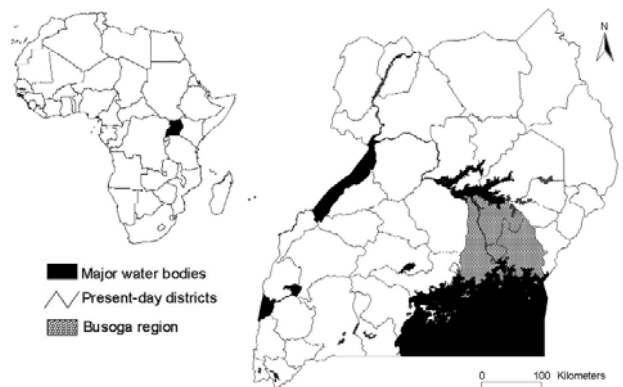 N
Major water bodies
Present-day districts
Busoga region
0 100 Kilometers